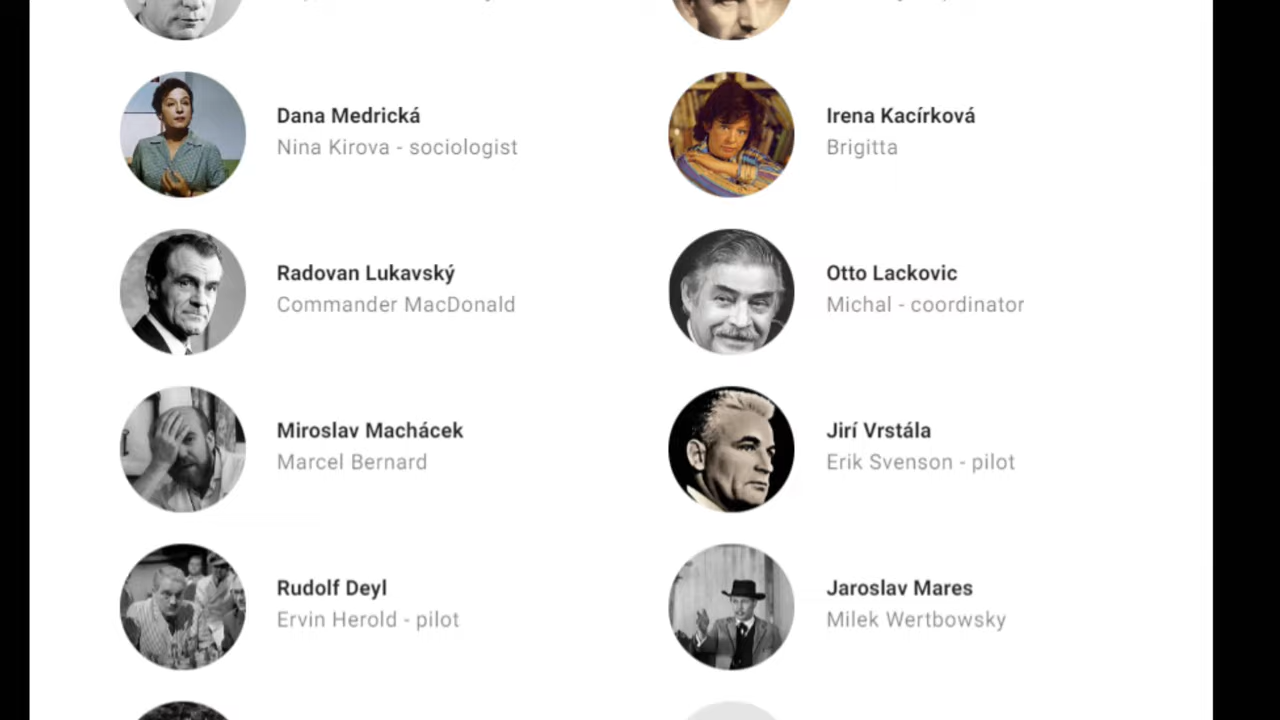 Dana Medrická
Nina Kirova - sociologist
Irena Kacírková
Brigitta
Radovan Lukavský
Commander MacDonald
Otto Lackovic
Michal - coordinator
Miroslav Machácek
Marcel Bernard
Jirí Vrstála
Erik Svenson - pilot
Rudolf Deyl
Ervin Herold - pilot
Jaroslav Mares
Milek Wertbowsky